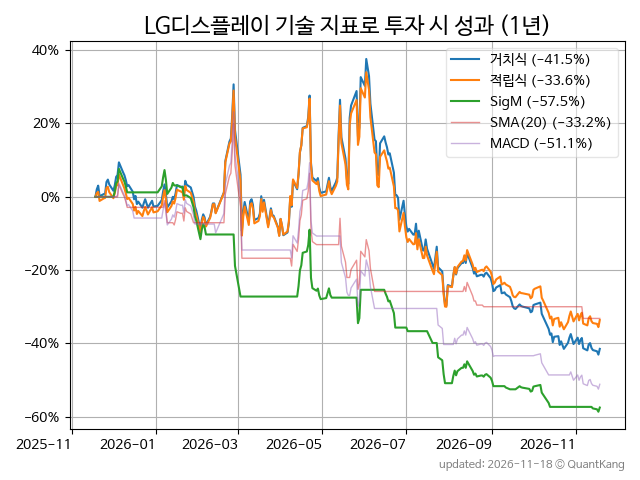 LG디스플레이 기술 지표로 투자 시 성과 (1년)
거치식 (−41.5%)
적립식 (−33.6%)
SigM (−57.5%)
SMA(20) (−33.2%)
MACD (−51.1%)
40%
20%
0%
−20%
−40%
−60%
2025-11 2026-01 2026-03 2026-05 2026-07 2026-09 2026-11
updated: 2026-11-18 © QuantKang